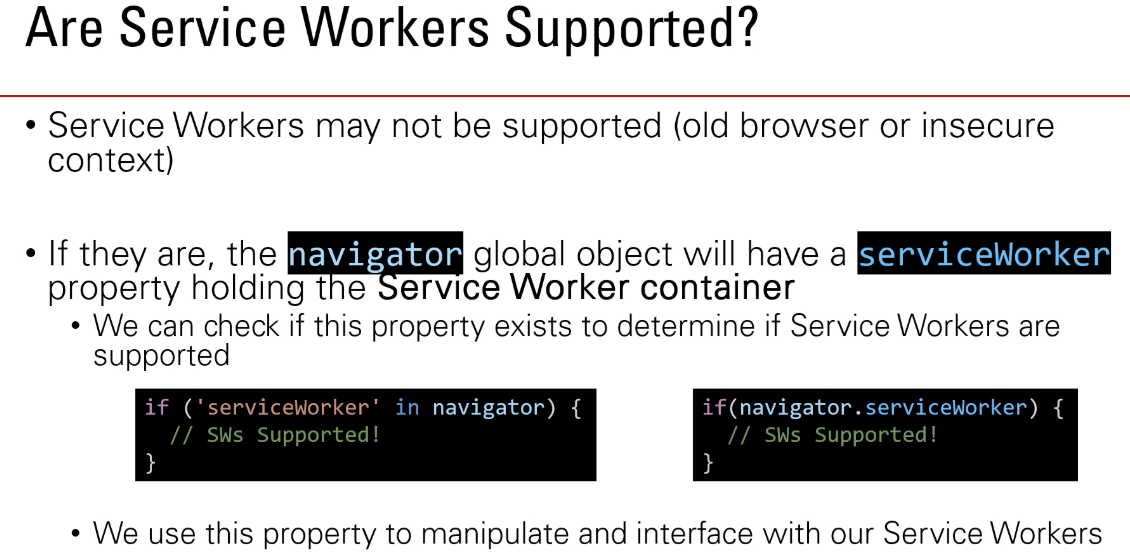 Are Service Workers Supported?
• Service Workers may not be supported (old browser or insecure
context)
• If they are, the navigator global object will have a serviceWorker
property holding the Service Worker container
• We can check if this property exists to determine if Service Workers are
supported
if ('serviceWorker' in navigator) {
// SWs Supported!
}
if(navigator.serviceWorker) {
// SWs Supported!
}
• We use this property to manipulate and interface with our Service Workers